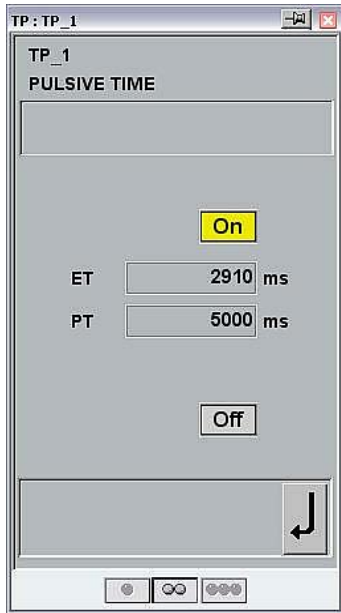 TP : TP_1
TP_1
PULSIVE TIME
On
ET 2910 ms
PT 5000 ms
Off